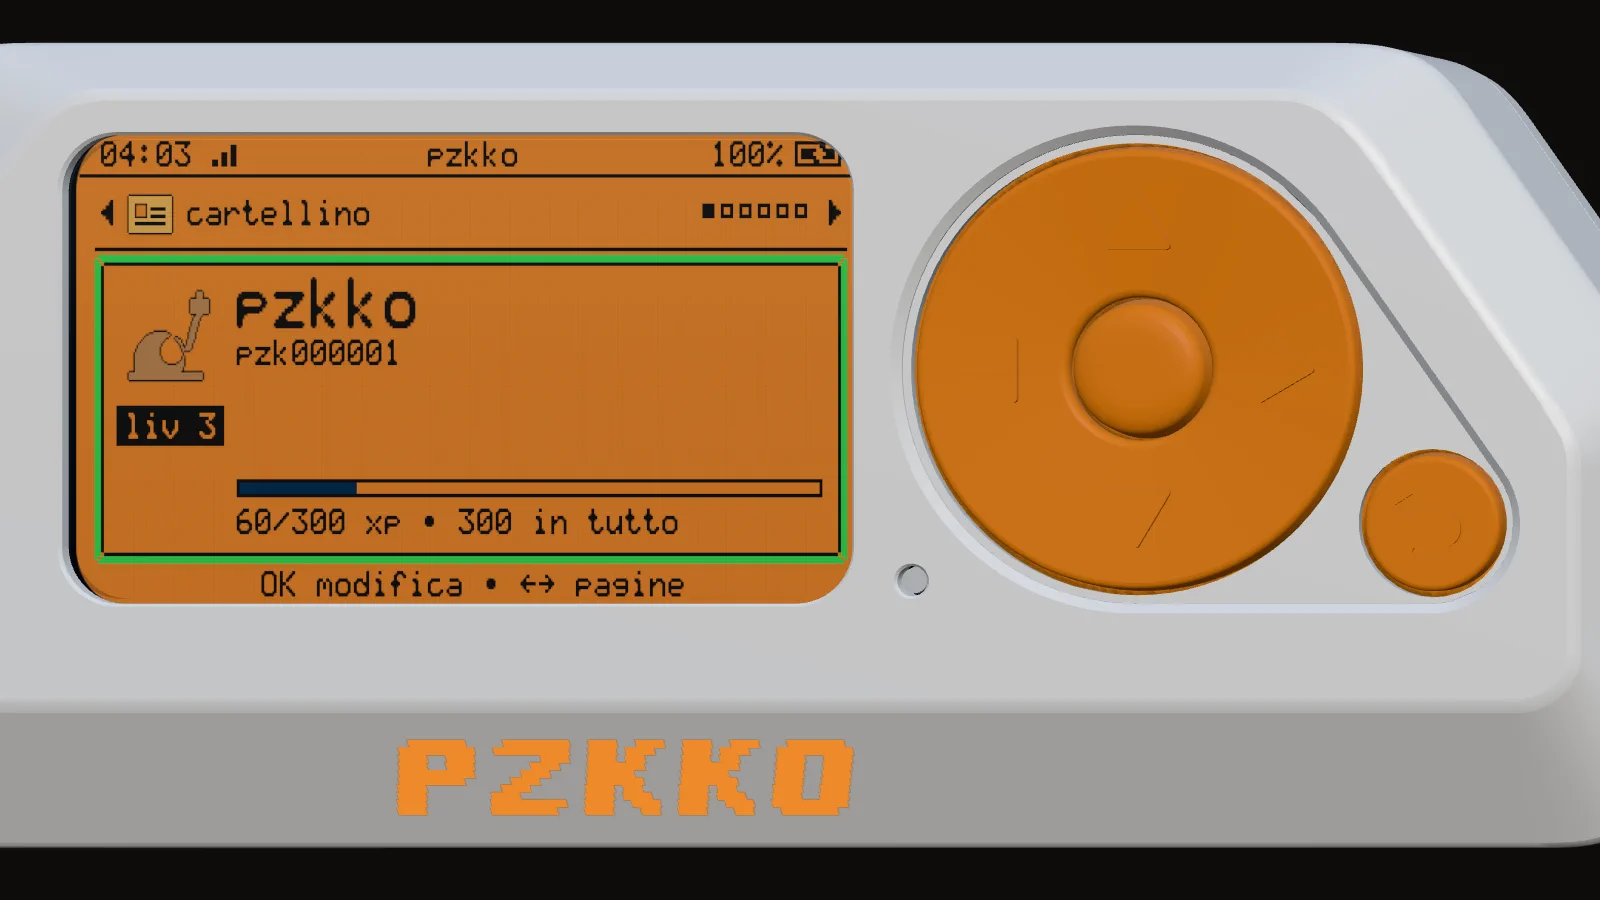 04:03 pzkko 100%
cartellino
pzkko
pzk000001
liv 3
60/300 xp • 300 in tutto
OK modifica • ↔ pagine
PZKKO